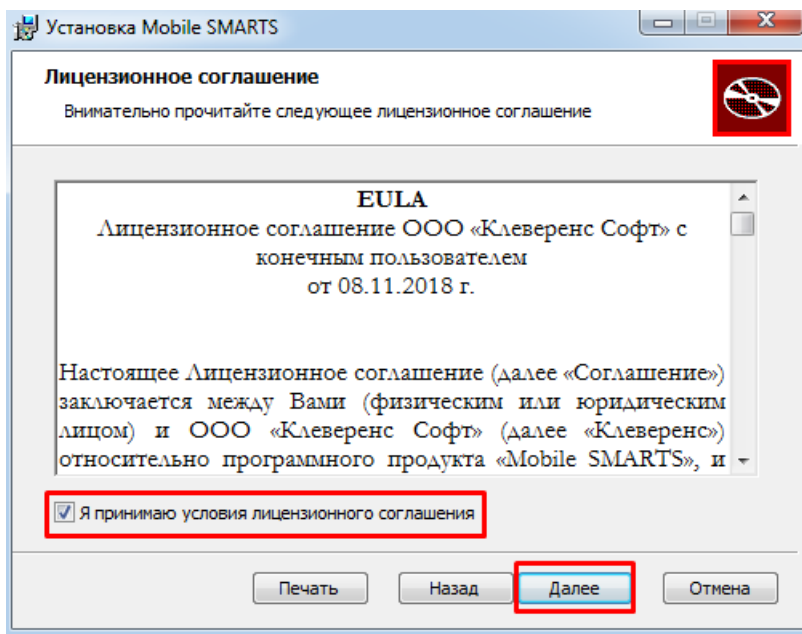 Установка Mobile SMARTS
Лицензионное соглашение
Внимательно прочитайте следующее лицензионное соглашение
EULA
Лицензионное соглашение ООО «Клеверенс Софт» с
конечным пользователем
от 08.11.2018 г.
Настоящее Лицензионное соглашение (далее «Соглашение»)
заключается между Вами (физическим или юридическим
лицом) и ООО «Клеверенс Софт» (далее «Клеверенс»)
относительно программного продукта «Mobile SMARTS», и
Я принимаю условия лицензионного соглашения
Печать Назад Далее Отмена